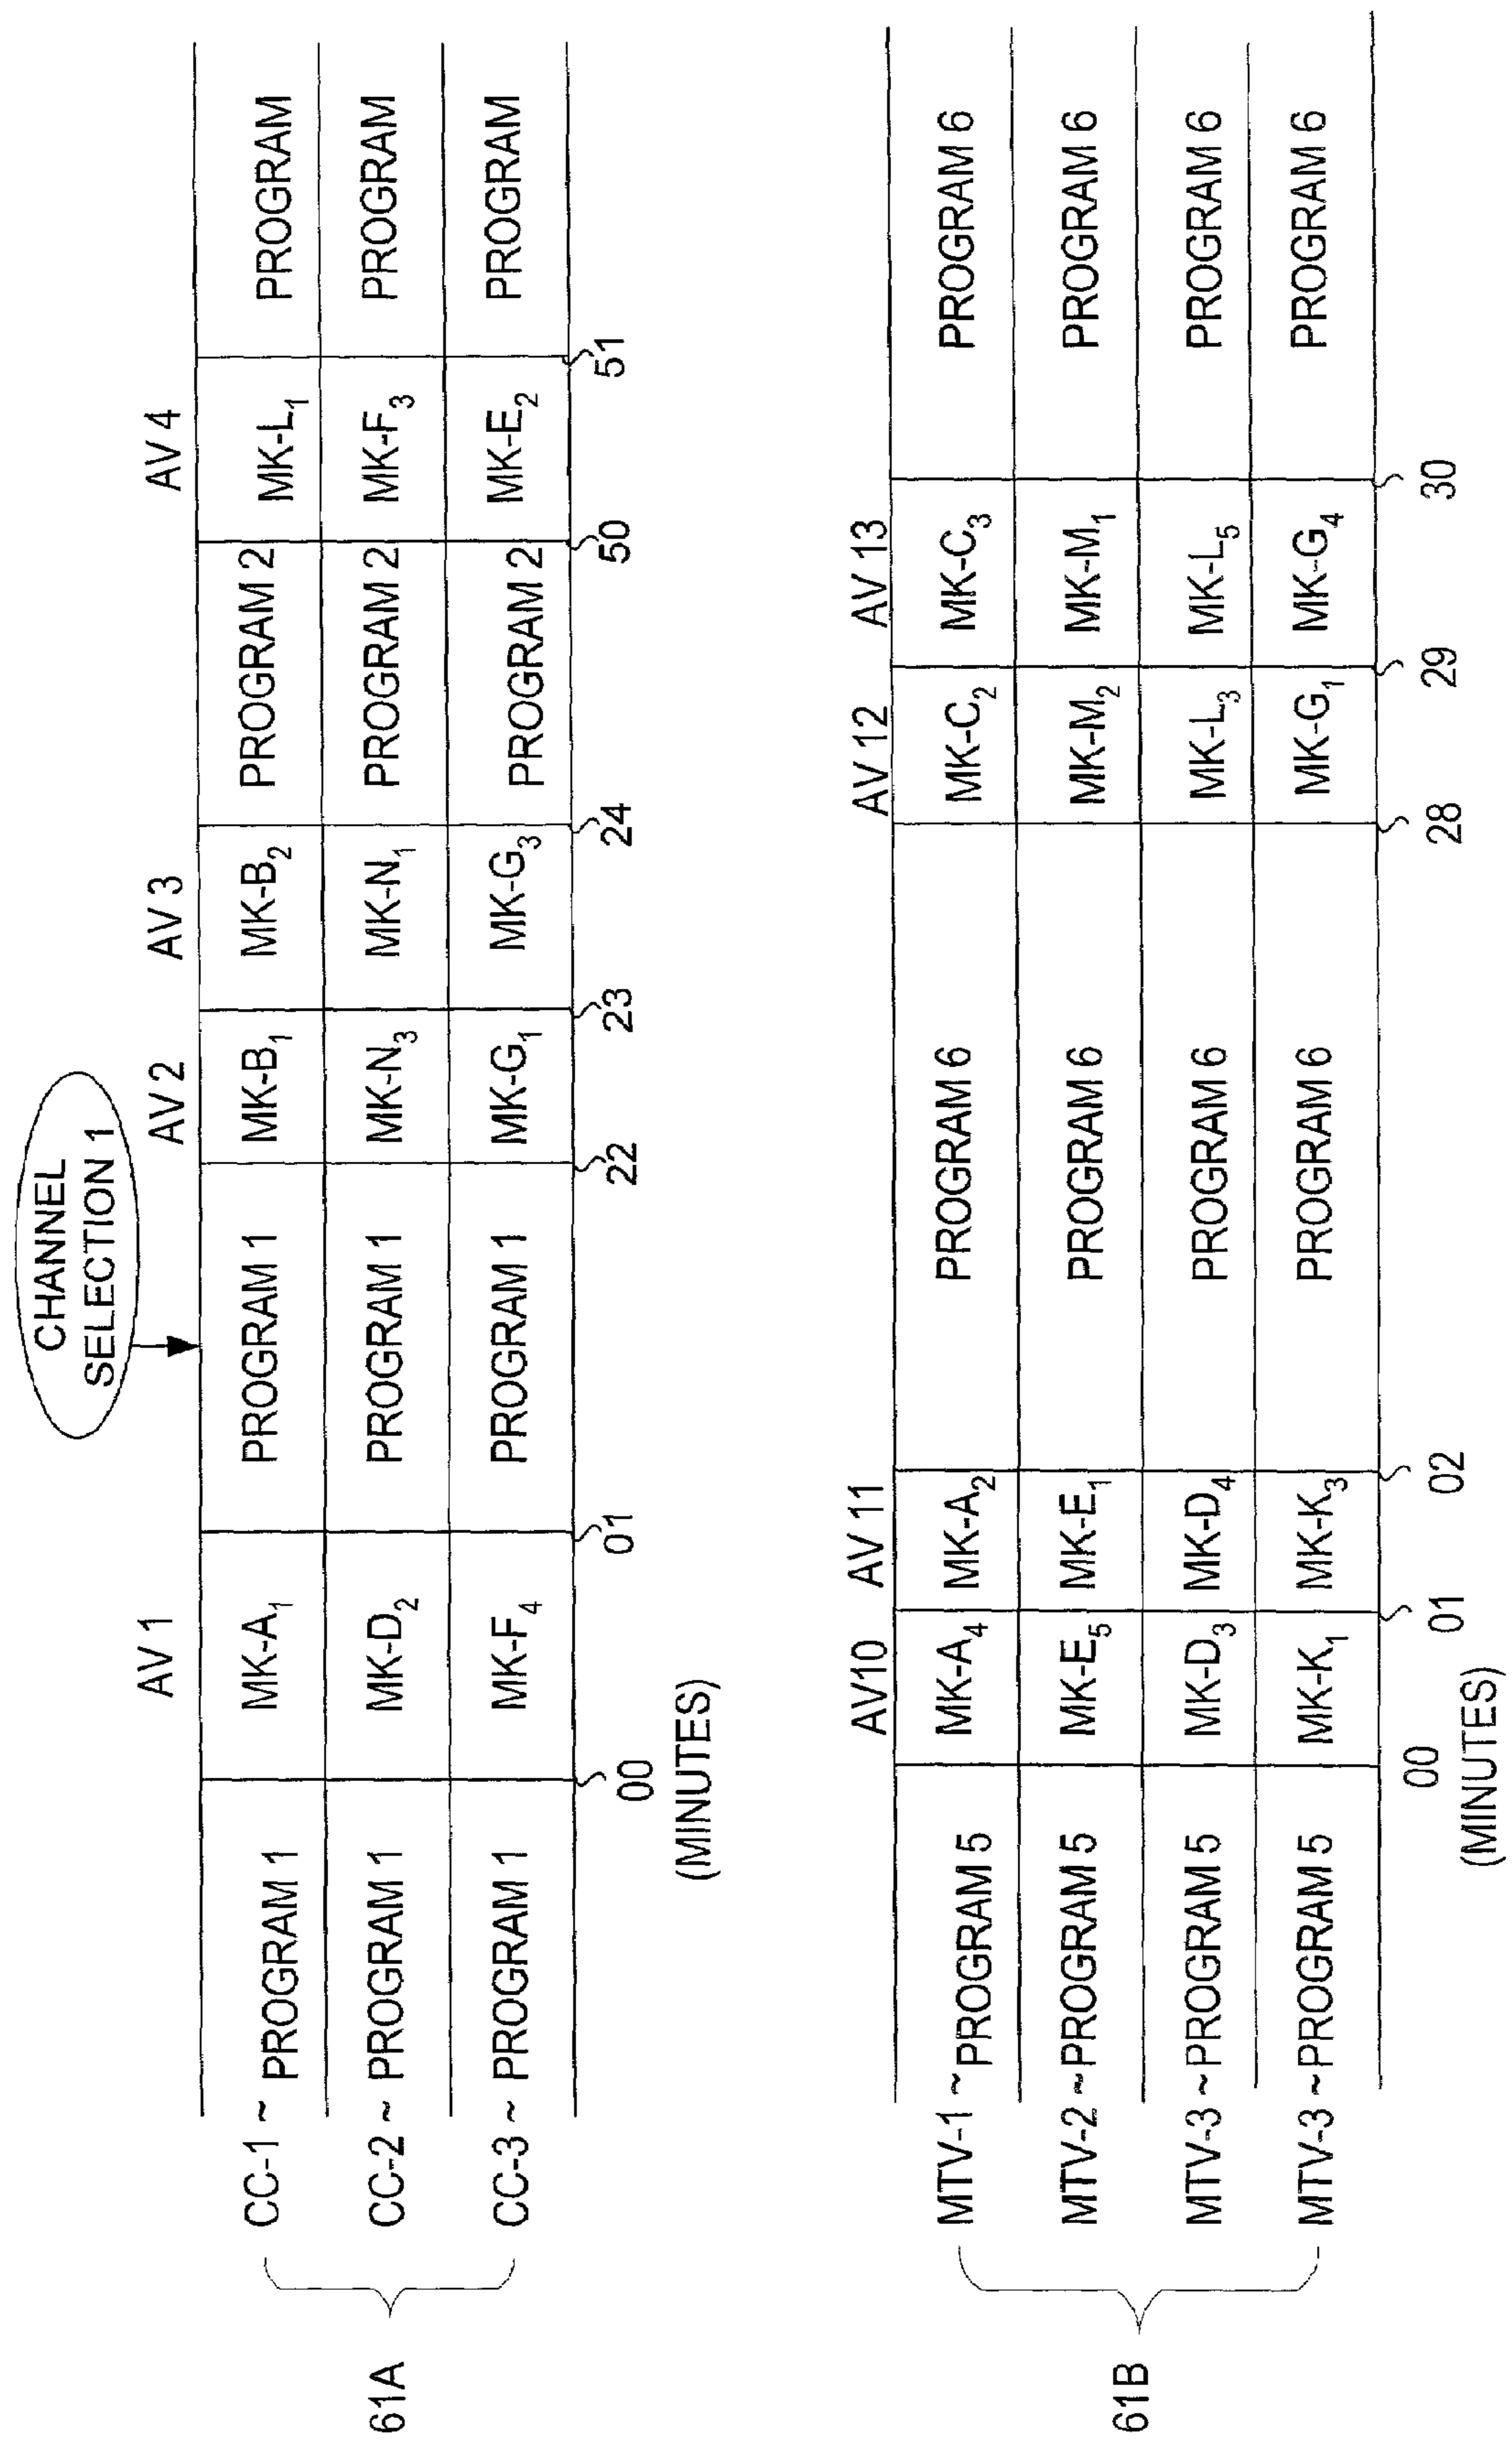 CHANNEL
SELECTION 1
AV 1 AV 2 AV 3 AV 4
CC-1 ~ PROGRAM 1 MK-A₁ PROGRAM 1 MK-B₁ MK-B₂ PROGRAM 2 MK-L₁ PROGRAM
CC-2 ~ PROGRAM 1 MK-D₂ PROGRAM 1 MK-N₃ MK-N₁ PROGRAM 2 MK-F₃ PROGRAM
CC-3 ~ PROGRAM 1 MK-F₄ PROGRAM 1 MK-G₁ MK-G₃ PROGRAM 2 MK-E₂ PROGRAM
61A
00 01 22 23 24 50 51
(MINUTES)
AV10 AV 11 AV 12 AV 13
MTV-1 ~ PROGRAM 5 MK-A₄ MK-A₂ PROGRAM 6 MK-C₂ MK-C₃ PROGRAM 6
MTV-2 ~ PROGRAM 5 MK-E₅ MK-E₁ PROGRAM 6 MK-M₂ MK-M₁ PROGRAM 6
MTV-3 ~ PROGRAM 5 MK-D₃ MK-D₄ PROGRAM 6 MK-L₃ MK-L₅ PROGRAM 6
MTV-3 ~ PROGRAM 5 MK-K₁ MK-K₃ PROGRAM 6 MK-G₁ MK-G₄ PROGRAM 6
61B
00 01 02 28 29 30
(MINUTES)